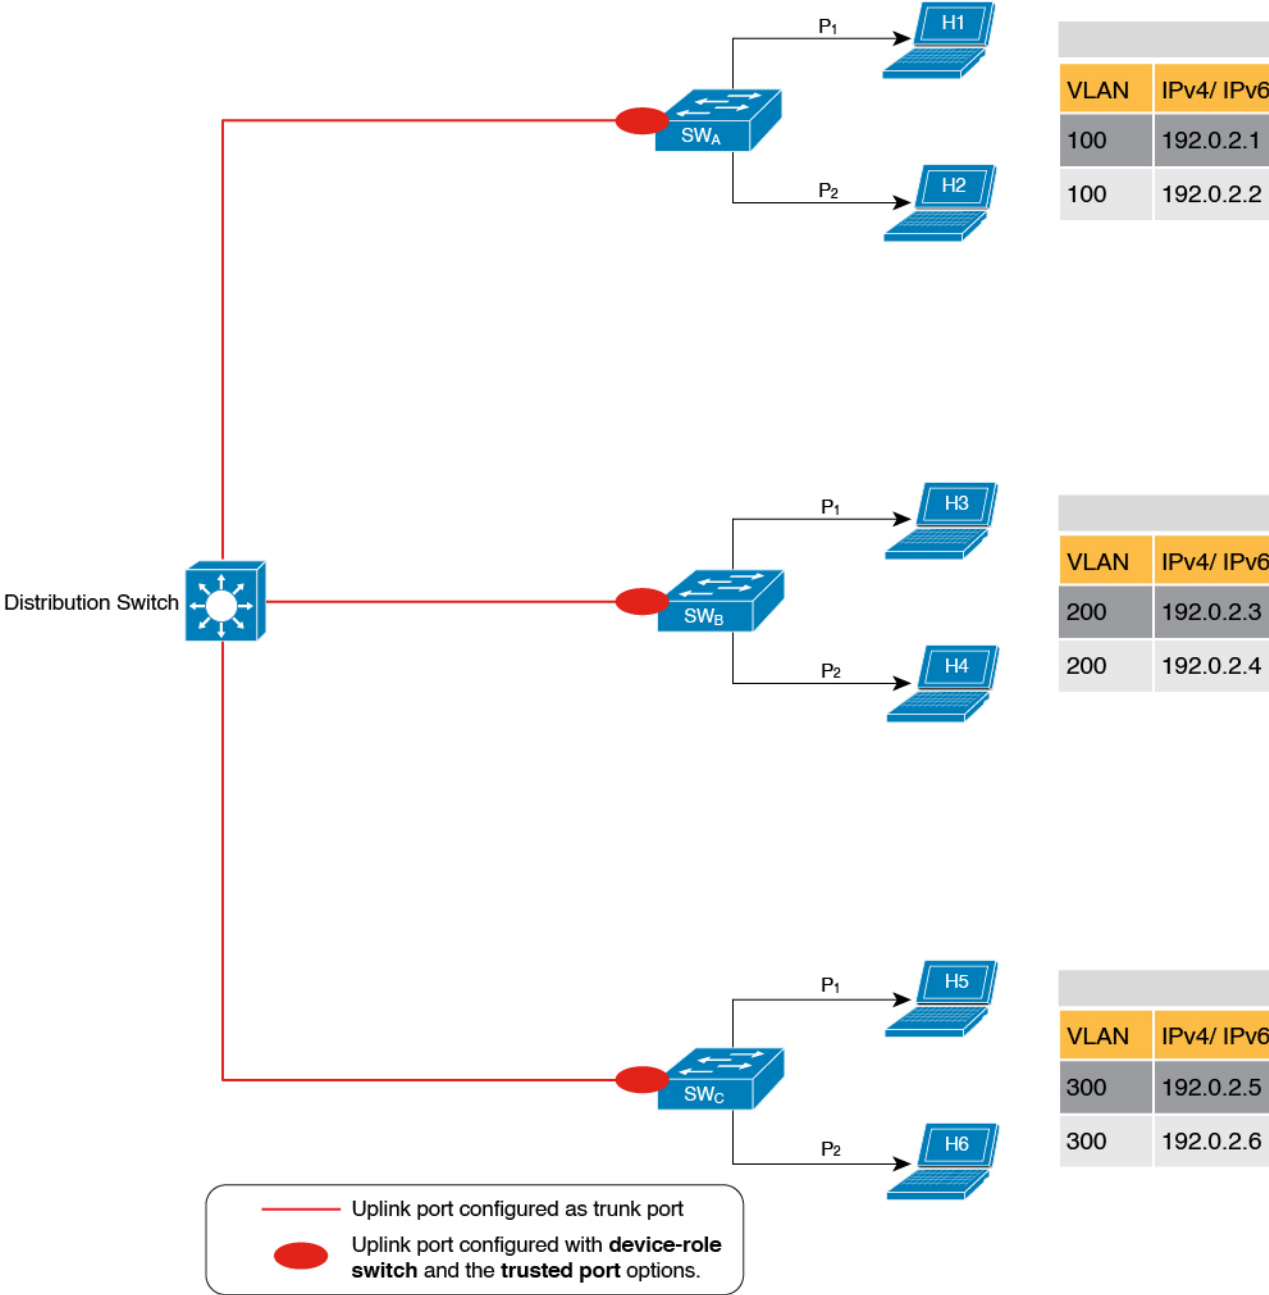 P1
H1
SWA
P2
H2
VLAN IPv4/ IPv6
100 192.0.2.1
100 192.0.2.2
P1
H3
Distribution Switch
SWB
P2
H4
VLAN IPv4/ IPv6
200 192.0.2.3
200 192.0.2.4
P1
H5
SWC
P2
H6
VLAN IPv4/ IPv6
300 192.0.2.5
300 192.0.2.6
Uplink port configured as trunk port
Uplink port configured with device-role
switch and the trusted port options.